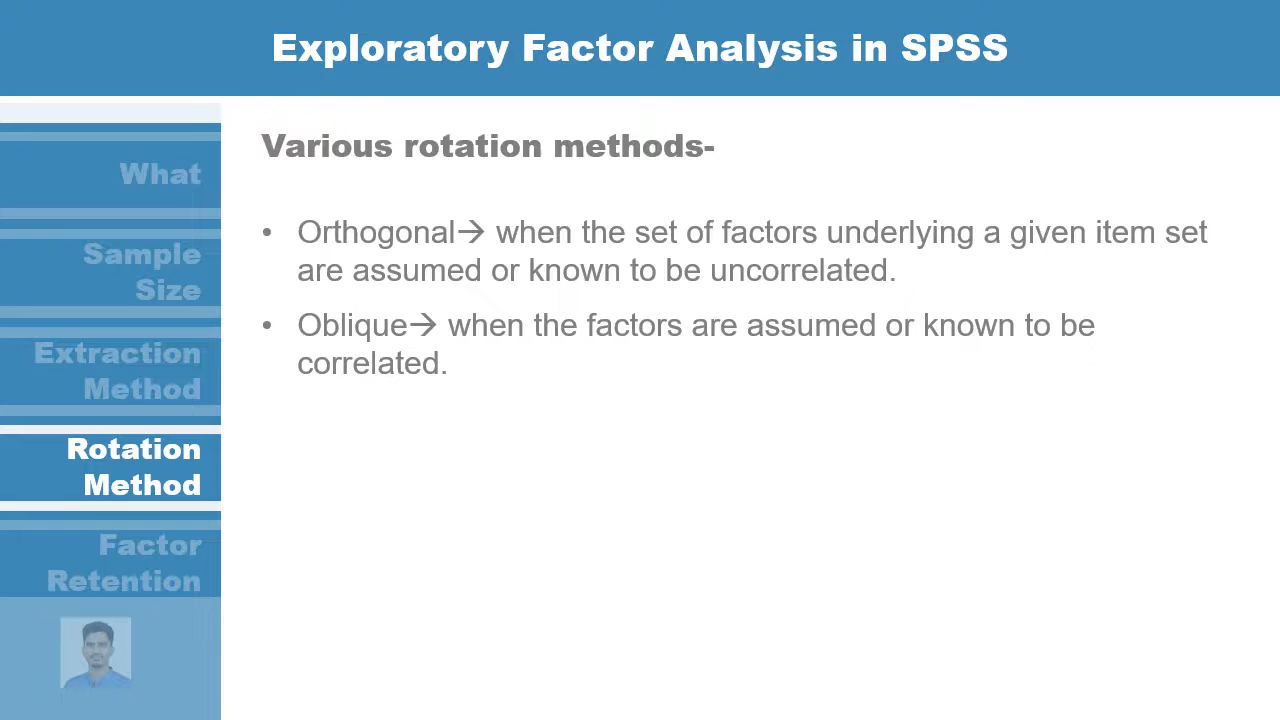 Exploratory Factor Analysis in SPSS
What
Sample
Size
Extraction
Method
Rotation
Method
Factor
Retention
Various rotation methods-
• Orthogonal→ when the set of factors underlying a given item set
are assumed or known to be uncorrelated.
• Oblique→ when the factors are assumed or known to be
correlated.